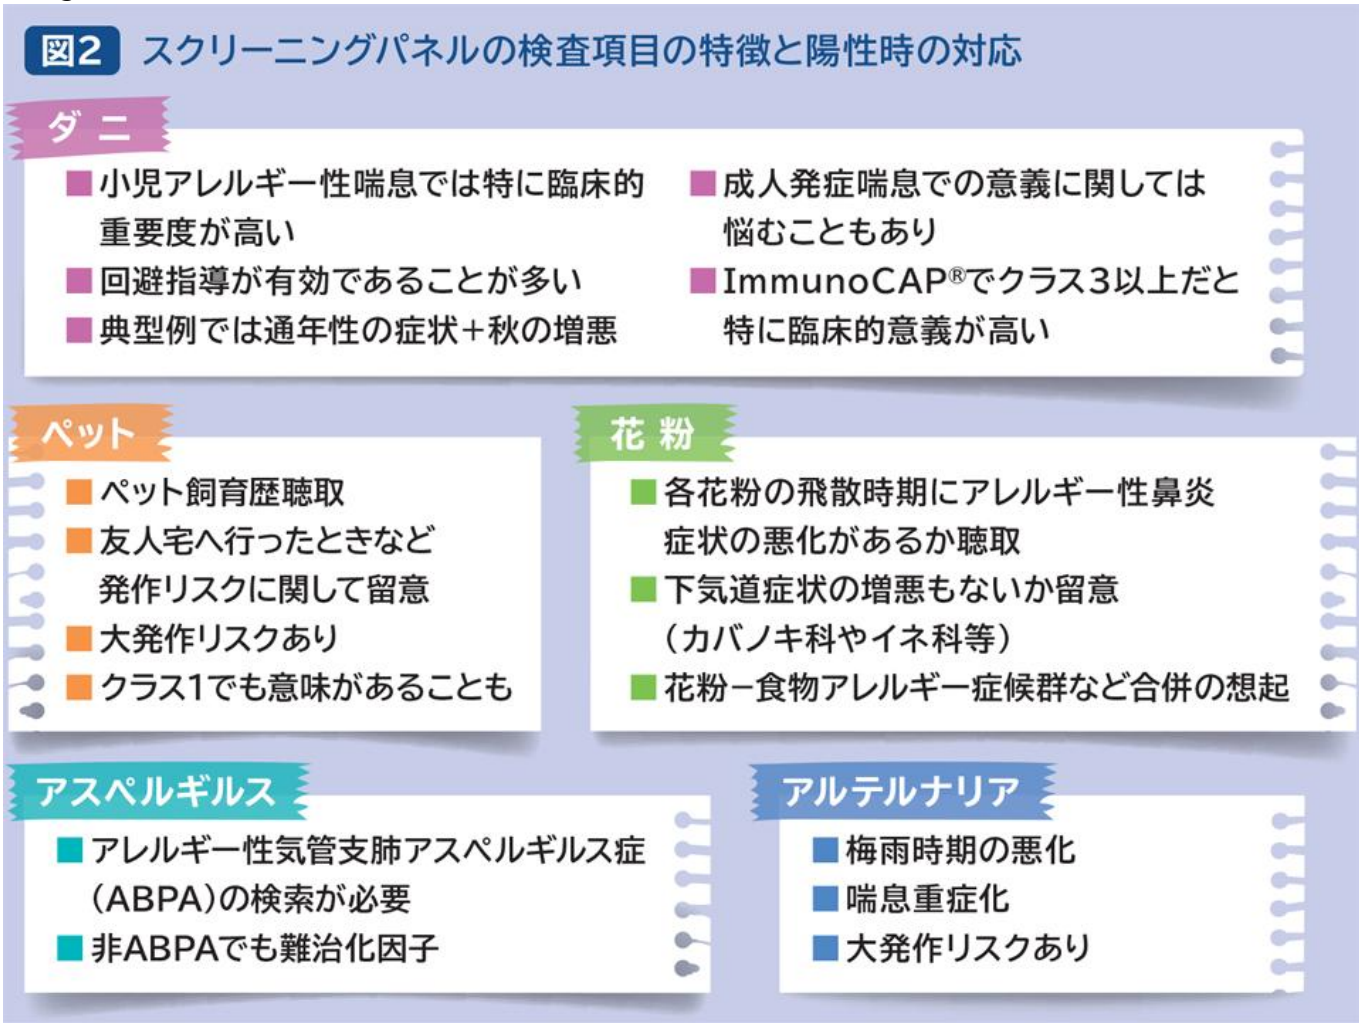 図2 スクリーニングパネルの検査項目の特徴と陽性時の対応
ダニ
■小児アレルギー性喘息では特に臨床的
重要度が高い
■回避指導が有効であることが多い
■典型例では通年性の症状+秋の増悪
■成人発症喘息での意義に関しては
悩むこともあり
■ImmunoCAP®でクラス3以上だと
特に臨床的意義が高い
ペット
■ペット飼育歴聴取
■友人宅へ行ったときなど
発作リスクに関して留意
■大発作リスクあり
■クラス1でも意味があることも
花粉
■各花粉の飛散時期にアレルギー性鼻炎
症状の悪化があるか聴取
■下気道症状の増悪もないか留意
(カバノキ科やイネ科等)
■花粉−食物アレルギー症候群など合併の想起
アスペルギルス
■アレルギー性気管支肺アスペルギルス症
(ABPA)の検索が必要
■非ABPAでも難治化因子
アルテルナリア
■梅雨時期の悪化
■喘息重症化
■大発作リスクあり